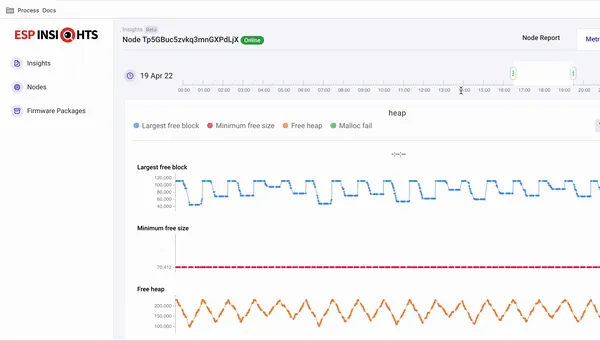 Process Docs
ESP INSIGHTS
Insights
Nodes
Firmware Packages
Insights Beta
Node Tp5GBuc5zvkq3mnGXPdLjX Online
Node Report
Metr
19 Apr 22
00:00 01:00 02:00 03:00 04:00 05:00 06:00 07:00 08:00 09:00 10:00 11:00 12:00 13:00 14:00 15:00 16:00 17:00 18:00 19:00 20:00
heap
Largest free block Minimum free size Free heap Malloc fail
-:--:--
Largest free block
120,000
100,000
80,000
60,000
40,000
Minimum free size
73,412
Free heap
200,000
150,000
100,000